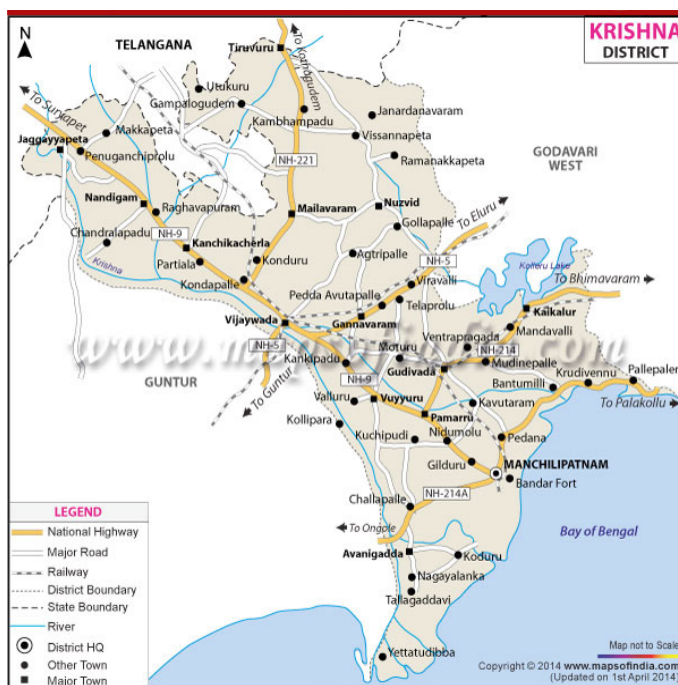 KRISHNA
DISTRICT
N
TELANGANA
To Kothagudem
Tiruvuru
Utukuru
Gampalogudem
Kambhampadu
Janardanavaram
To Suryapet
Makkapeta
Vissannapeta
Jaggayyapeta
Penuganchiprolu
Ramanakkapeta
NH-221
GODAVARI
WEST
Nandigam
Raghavapuram
Mailavaram
Nuzvid
To Eluru
Gollapalle
Chandralapadu
NH-9
Kanchikacherla
Agtripalle
NH-5
Krishna
Partiala
Konduru
Kolleru Lake
Kondapalle
Viravalli
To Bhimavaram
Pedda Avutapalle
Telaprolu
Kaikalur
Vijaywada
Gannavaram
Mandavalli
www.mapsofindia.com
Ventrapragada
NH-5
Moturu
NH-214
Kankipadu
Gudivada
Mudinepalle
GUNTUR
NH-9
Krudivennu
Pallepalem
Bantumilli
To Guntur
Valluru
Vuyyuru
Kavutaram
To Palakollu
Kollipara
Pamarru
Kuchipudi
Nidumolu
Pedana
Gilduru
MANCHILIPATNAM
Bandar Fort
NH-214A
Challapalle
To Ongole
Bay of Bengal
Avanigadda
Koduru
Nagayalanka
Tallagaddavi
Yettatudibba
LEGEND
National Highway
Major Road
Railway
District Boundary
State Boundary
River
District HQ
Other Town
Major Town
Map not to Scale
Copyright © 2014 www.mapsofindia.com
(Updated on 1st April 2014)